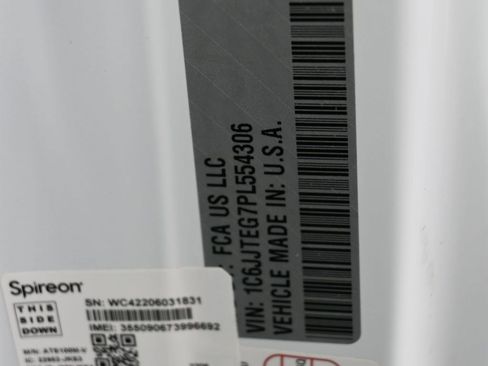 FCA US LLC
VIN: 1C6JJTEG7PL554306
VEHICLE MADE IN: U.S.A.
Spireon
THIS
SIDE
DOWN
SN: WC42206031831
IMEI: 355090673996692
M/N: